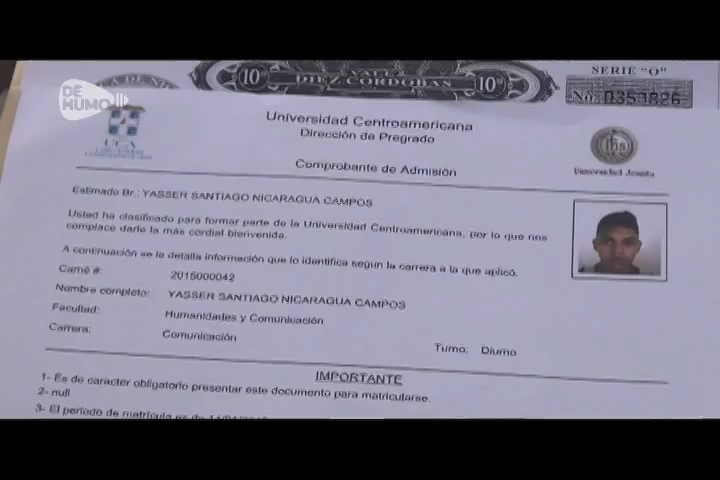 DE
HUMO
10
VALE
DIEZ CORDOBAS
10
SERIE "O"
No.
Universidad Centroamericana
Dirección de Pregrado
Comprobante de Admisión
UCA
Universidad Jesuita
Estimado Br.: YASSER SANTIAGO NICARAGUA CAMPOS
Usted ha clasificado para formar parte de la Universidad Centroamericana, por lo que nos
complace darle la más cordial bienvenida.
A continuación se le detalla información que lo identifica según la carrera a la que aplicó.
Carné #: 2015000042
Nombre completo: YASSER SANTIAGO NICARAGUA CAMPOS
Facultad: Humanidades y Comunicación
Carrera: Comunicación
Turno: Diurno
IMPORTANTE
1- Es de carácter obligatorio presentar este documento para matricularse.
2- null
3- El periodo de matrícula es de